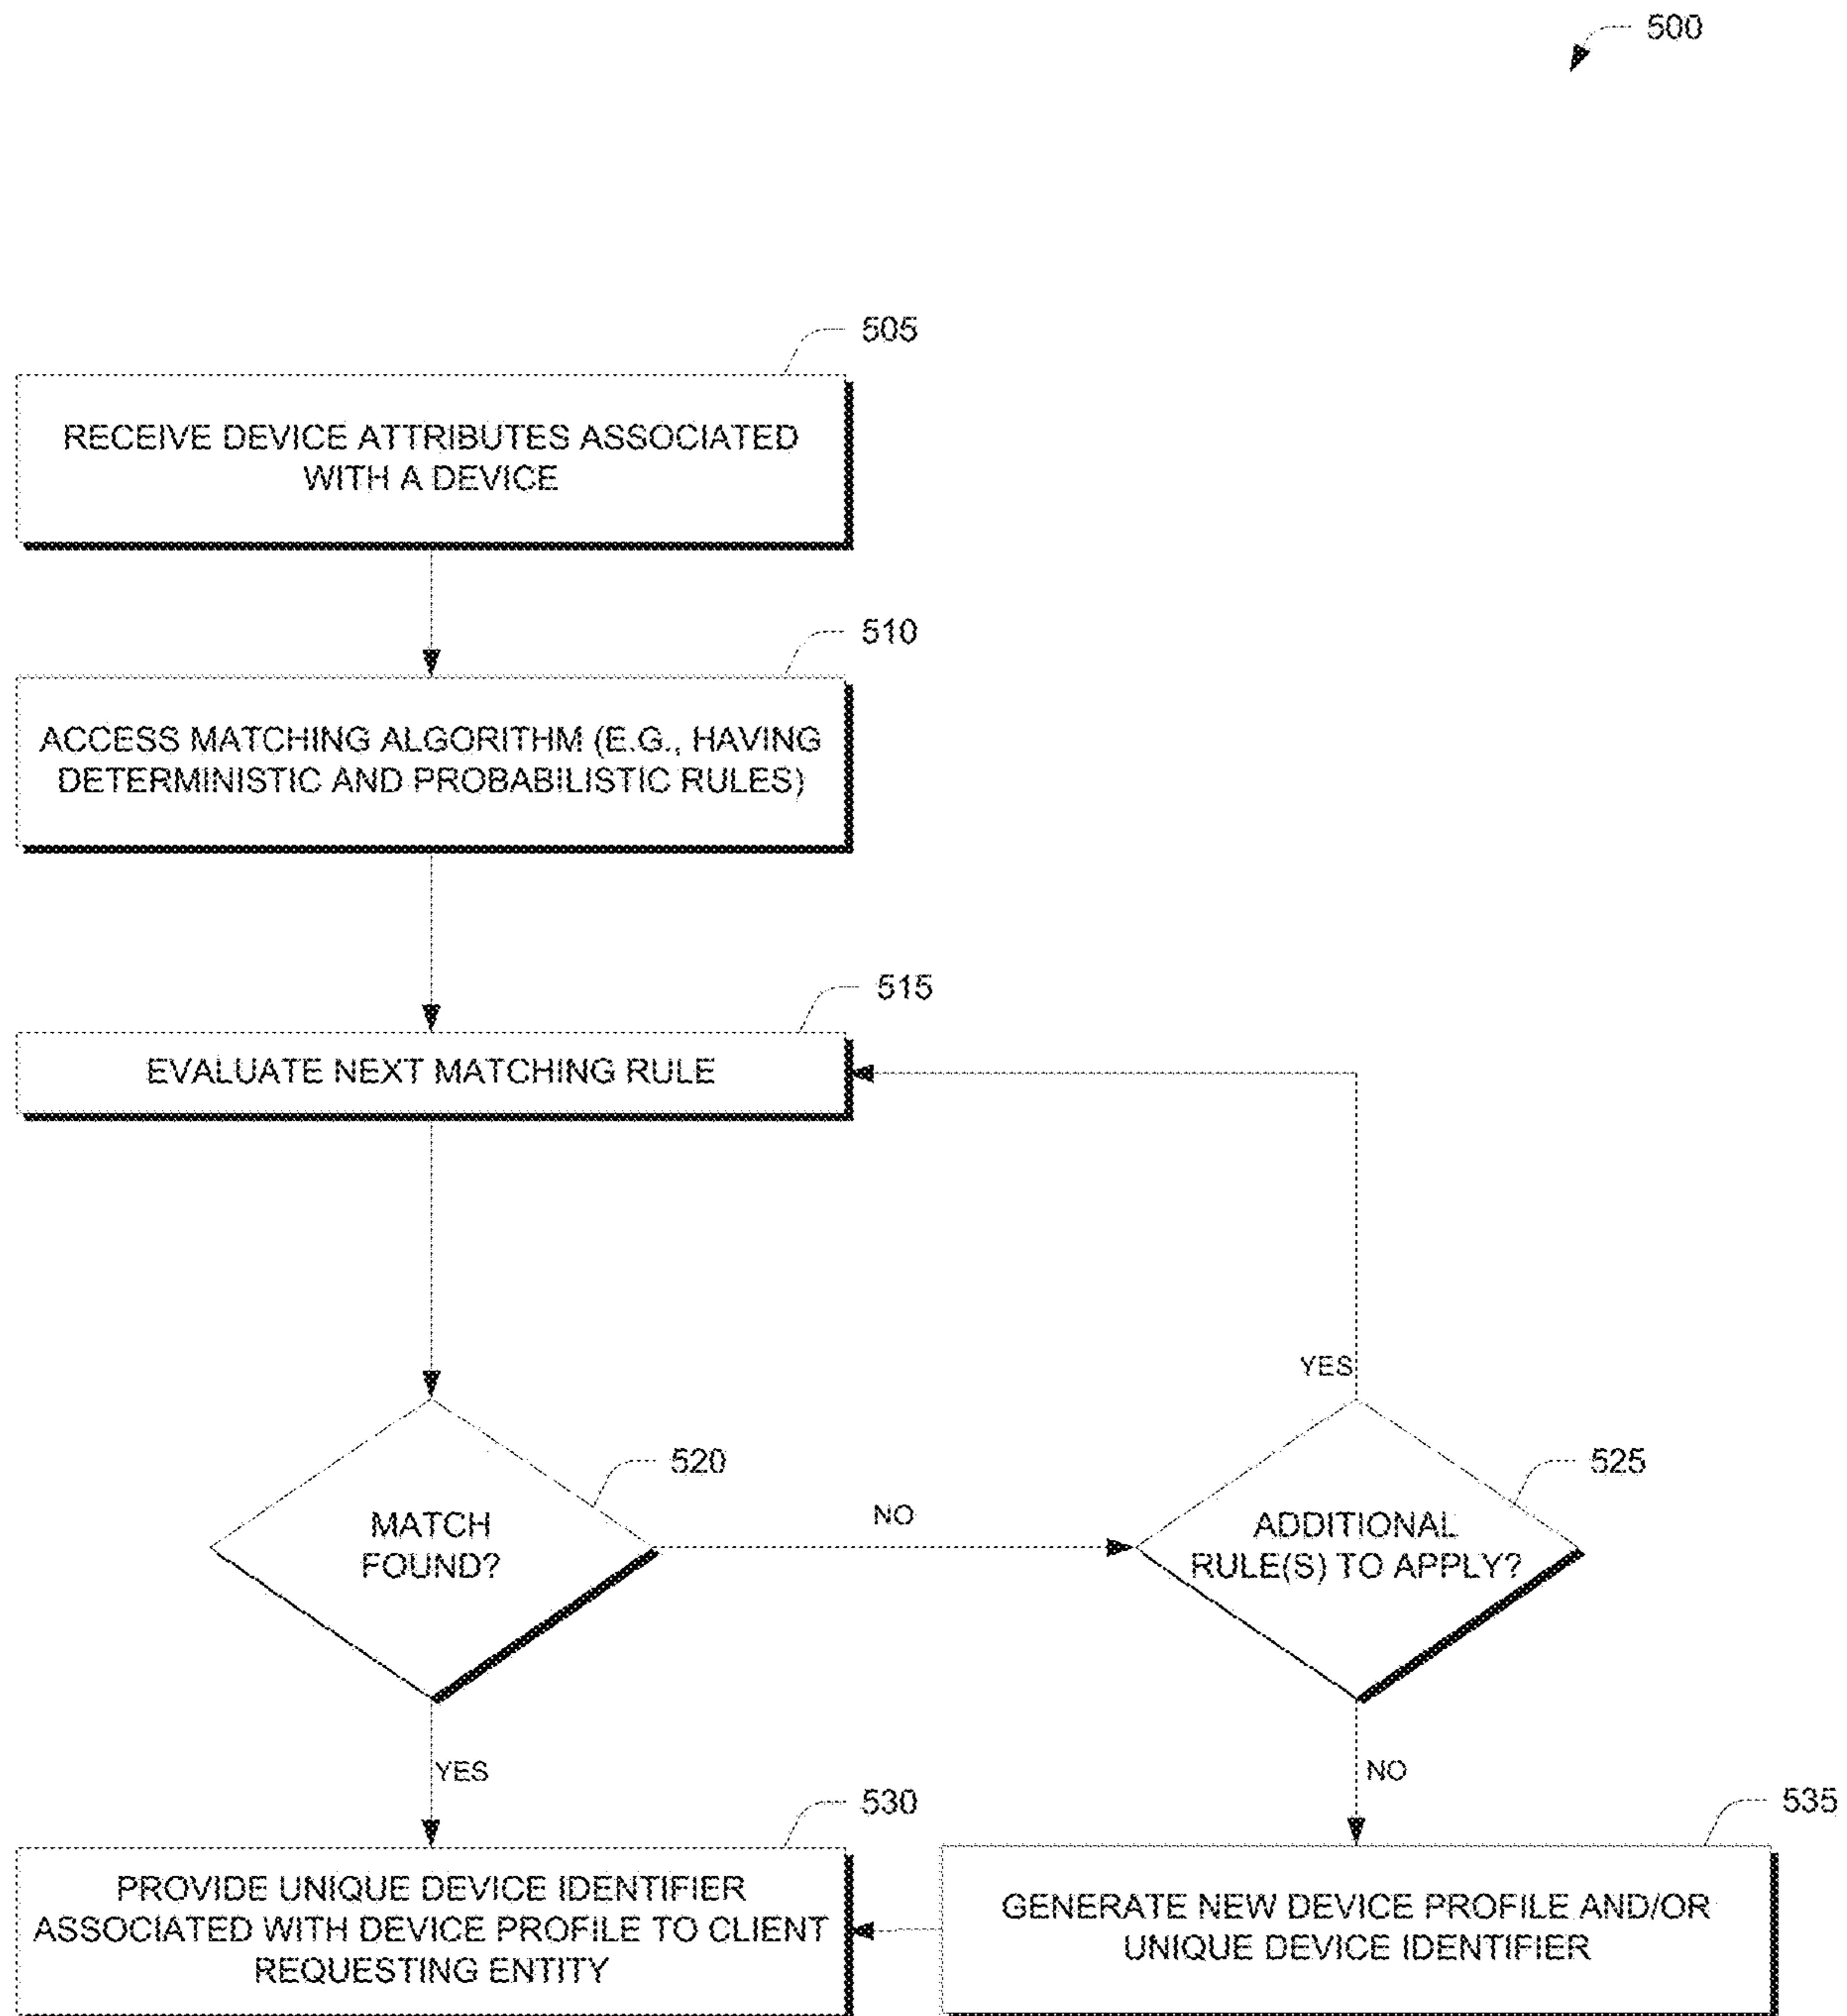 500
505
RECEIVE DEVICE ATTRIBUTES ASSOCIATED
WITH A DEVICE
510
ACCESS MATCHING ALGORITHM (E.G., HAVING
DETERMINISTIC AND PROBABILISTIC RULES)
515
EVALUATE NEXT MATCHING RULE
YES
520
525
MATCH
FOUND?
NO
ADDITIONAL
RULE(S) TO APPLY?
YES
NO
530
535
PROVIDE UNIQUE DEVICE IDENTIFIER
ASSOCIATED WITH DEVICE PROFILE TO CLIENT
REQUESTING ENTITY
GENERATE NEW DEVICE PROFILE AND/OR
UNIQUE DEVICE IDENTIFIER